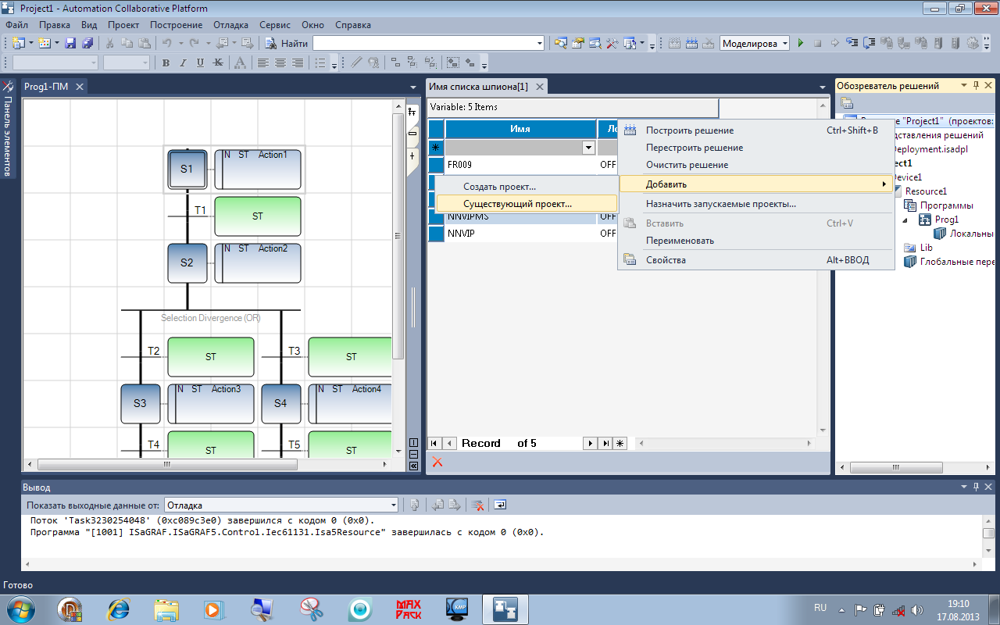 Project1 - Automation Collaborative Platform
Файл Правка Вид Проект Построение Отладка Сервис Окно Справка
Найти
Моделирова
B I U K A
Панель элементов
Prog1-ПМ
S1
N ST Action1
T1
ST
S2
N ST Action2
Selection Divergence (OR)
T2
ST
T3
ST
S3
N ST Action3
S4
N ST Action4
T4
ST
T5
ST
Имя списка шпиона[1]
Variable: 5 Items
Имя
Ло
FR009
OFF
NNVIPMS
OFF
NNVIP
OFF
Record of 5
Создать проект...
Существующий проект...
Построить решение Ctrl+Shift+B
Перестроить решение
Очистить решение
Добавить
Назначить запускаемые проекты...
Вставить Ctrl+V
Переименовать
Свойства Alt+ВВОД
Обозреватель решений
"Project1" (проектов:
дставления решений
eployment.isadpl
ect1
evice1
Resource1
Программы
Prog1
Локальны
Lib
Глобальные пере
Вывод
Показать выходные данные от: Отладка
Поток 'Task3230254048' (0xc089c3e0) завершился с кодом 0 (0x0).
Программа "[1001] ISaGRAF.ISaGRAF5.Control.Iec61131.Isa5Resource" завершилась с кодом 0 (0x0).
Готово
MAX
PACK
KMP
RU
19:10
17.08.2013